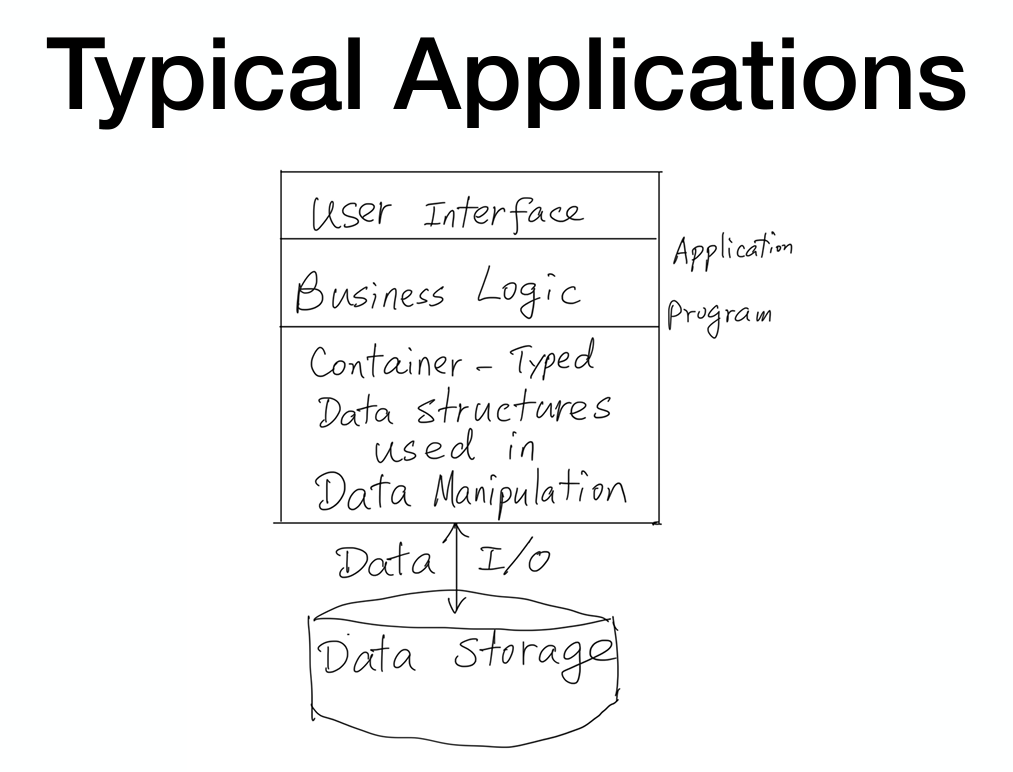 Typical Applications
User Interface
Application
Business Logic
Program
Container - Typed
Data structures
used in
Data Manipulation
Data I/O
Data Storage